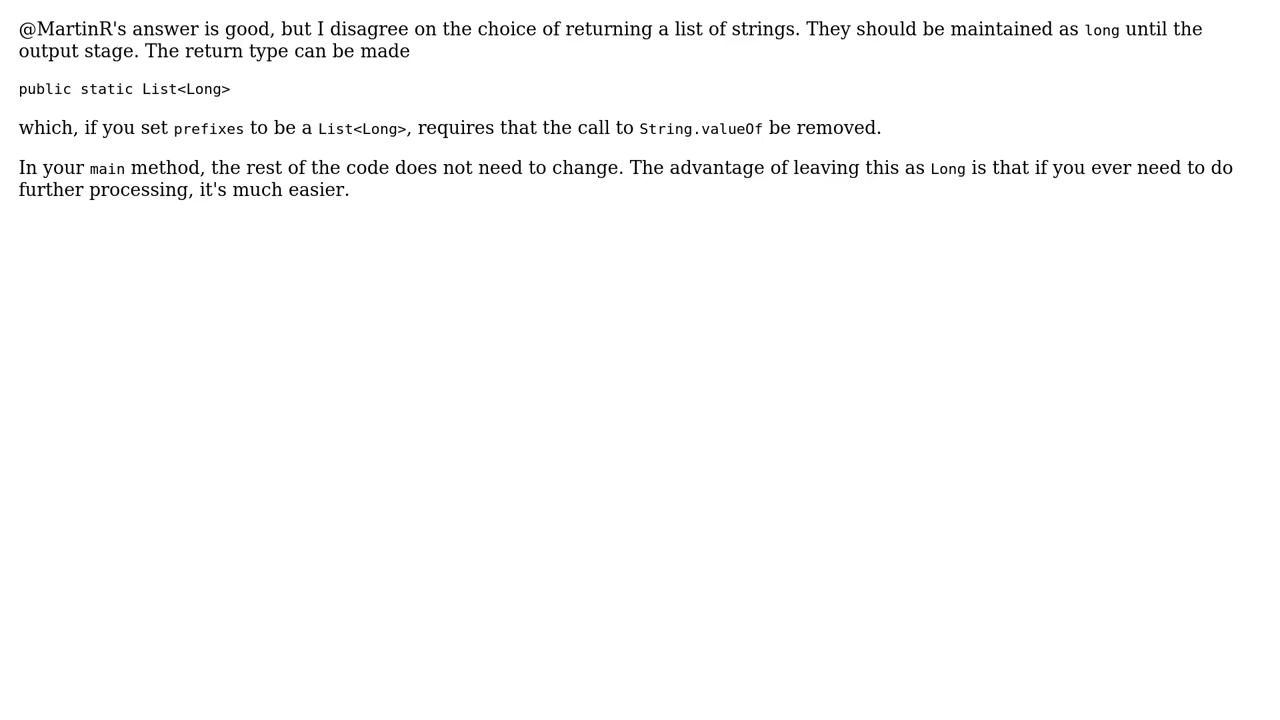 @MartinR's answer is good, but I disagree on the choice of returning a list of strings. They should be maintained as long until the
output stage. The return type can be made
public static List<Long>
which, if you set prefixes to be a List<Long>, requires that the call to String.valueOf be removed.
In your main method, the rest of the code does not need to change. The advantage of leaving this as Long is that if you ever need to do
further processing, it's much easier.